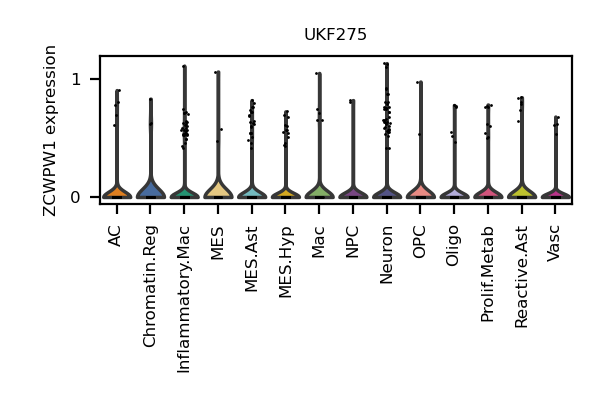 UKF275
ZCWPW1 expression
1
0
AC
Chromatin.Reg
Inflammatory.Mac
MES
MES.Ast
MES.Hyp
Mac
NPC
Neuron
OPC
Oligo
Prolif.Metab
Reactive.Ast
Vasc